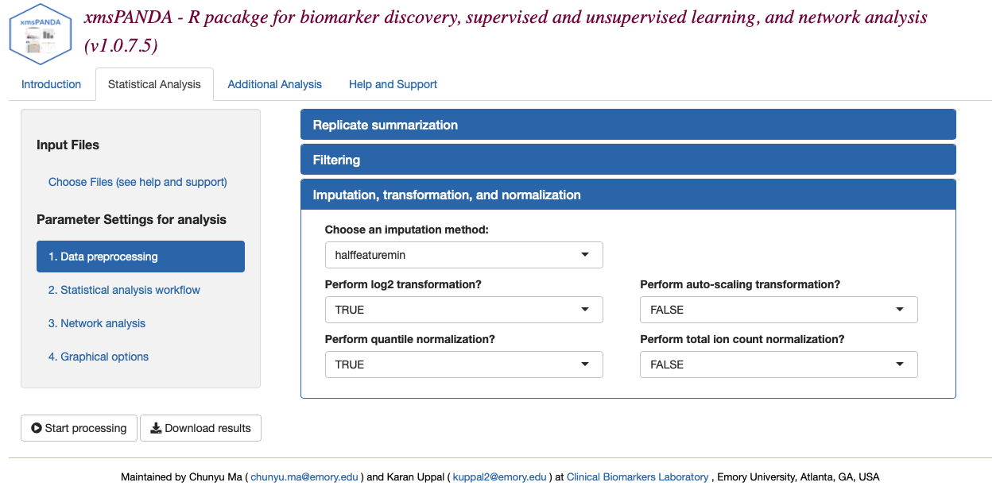 xmsPANDA
xmsPANDA - R pacakge for biomarker discovery, supervised and unsupervised learning, and network analysis
(v1.0.7.5)
Introduction
Statistical Analysis
Additional Analysis
Help and Support
Input Files
Choose Files (see help and support)
Parameter Settings for analysis
1. Data preprocessing
2. Statistical analysis workflow
3. Network analysis
4. Graphical options
Start processing
Download results
Replicate summarization
Filtering
Imputation, transformation, and normalization
Choose an imputation method:
halffeaturemin
Perform log2 transformation?
Perform auto-scaling transformation?
TRUE
FALSE
Perform quantile normalization?
Perform total ion count normalization?
TRUE
FALSE
Maintained by Chunyu Ma ( chunyu.ma@emory.edu ) and Karan Uppal ( kuppal2@emory.edu ) at Clinical Biomarkers Laboratory , Emory University, Atlanta, GA, USA